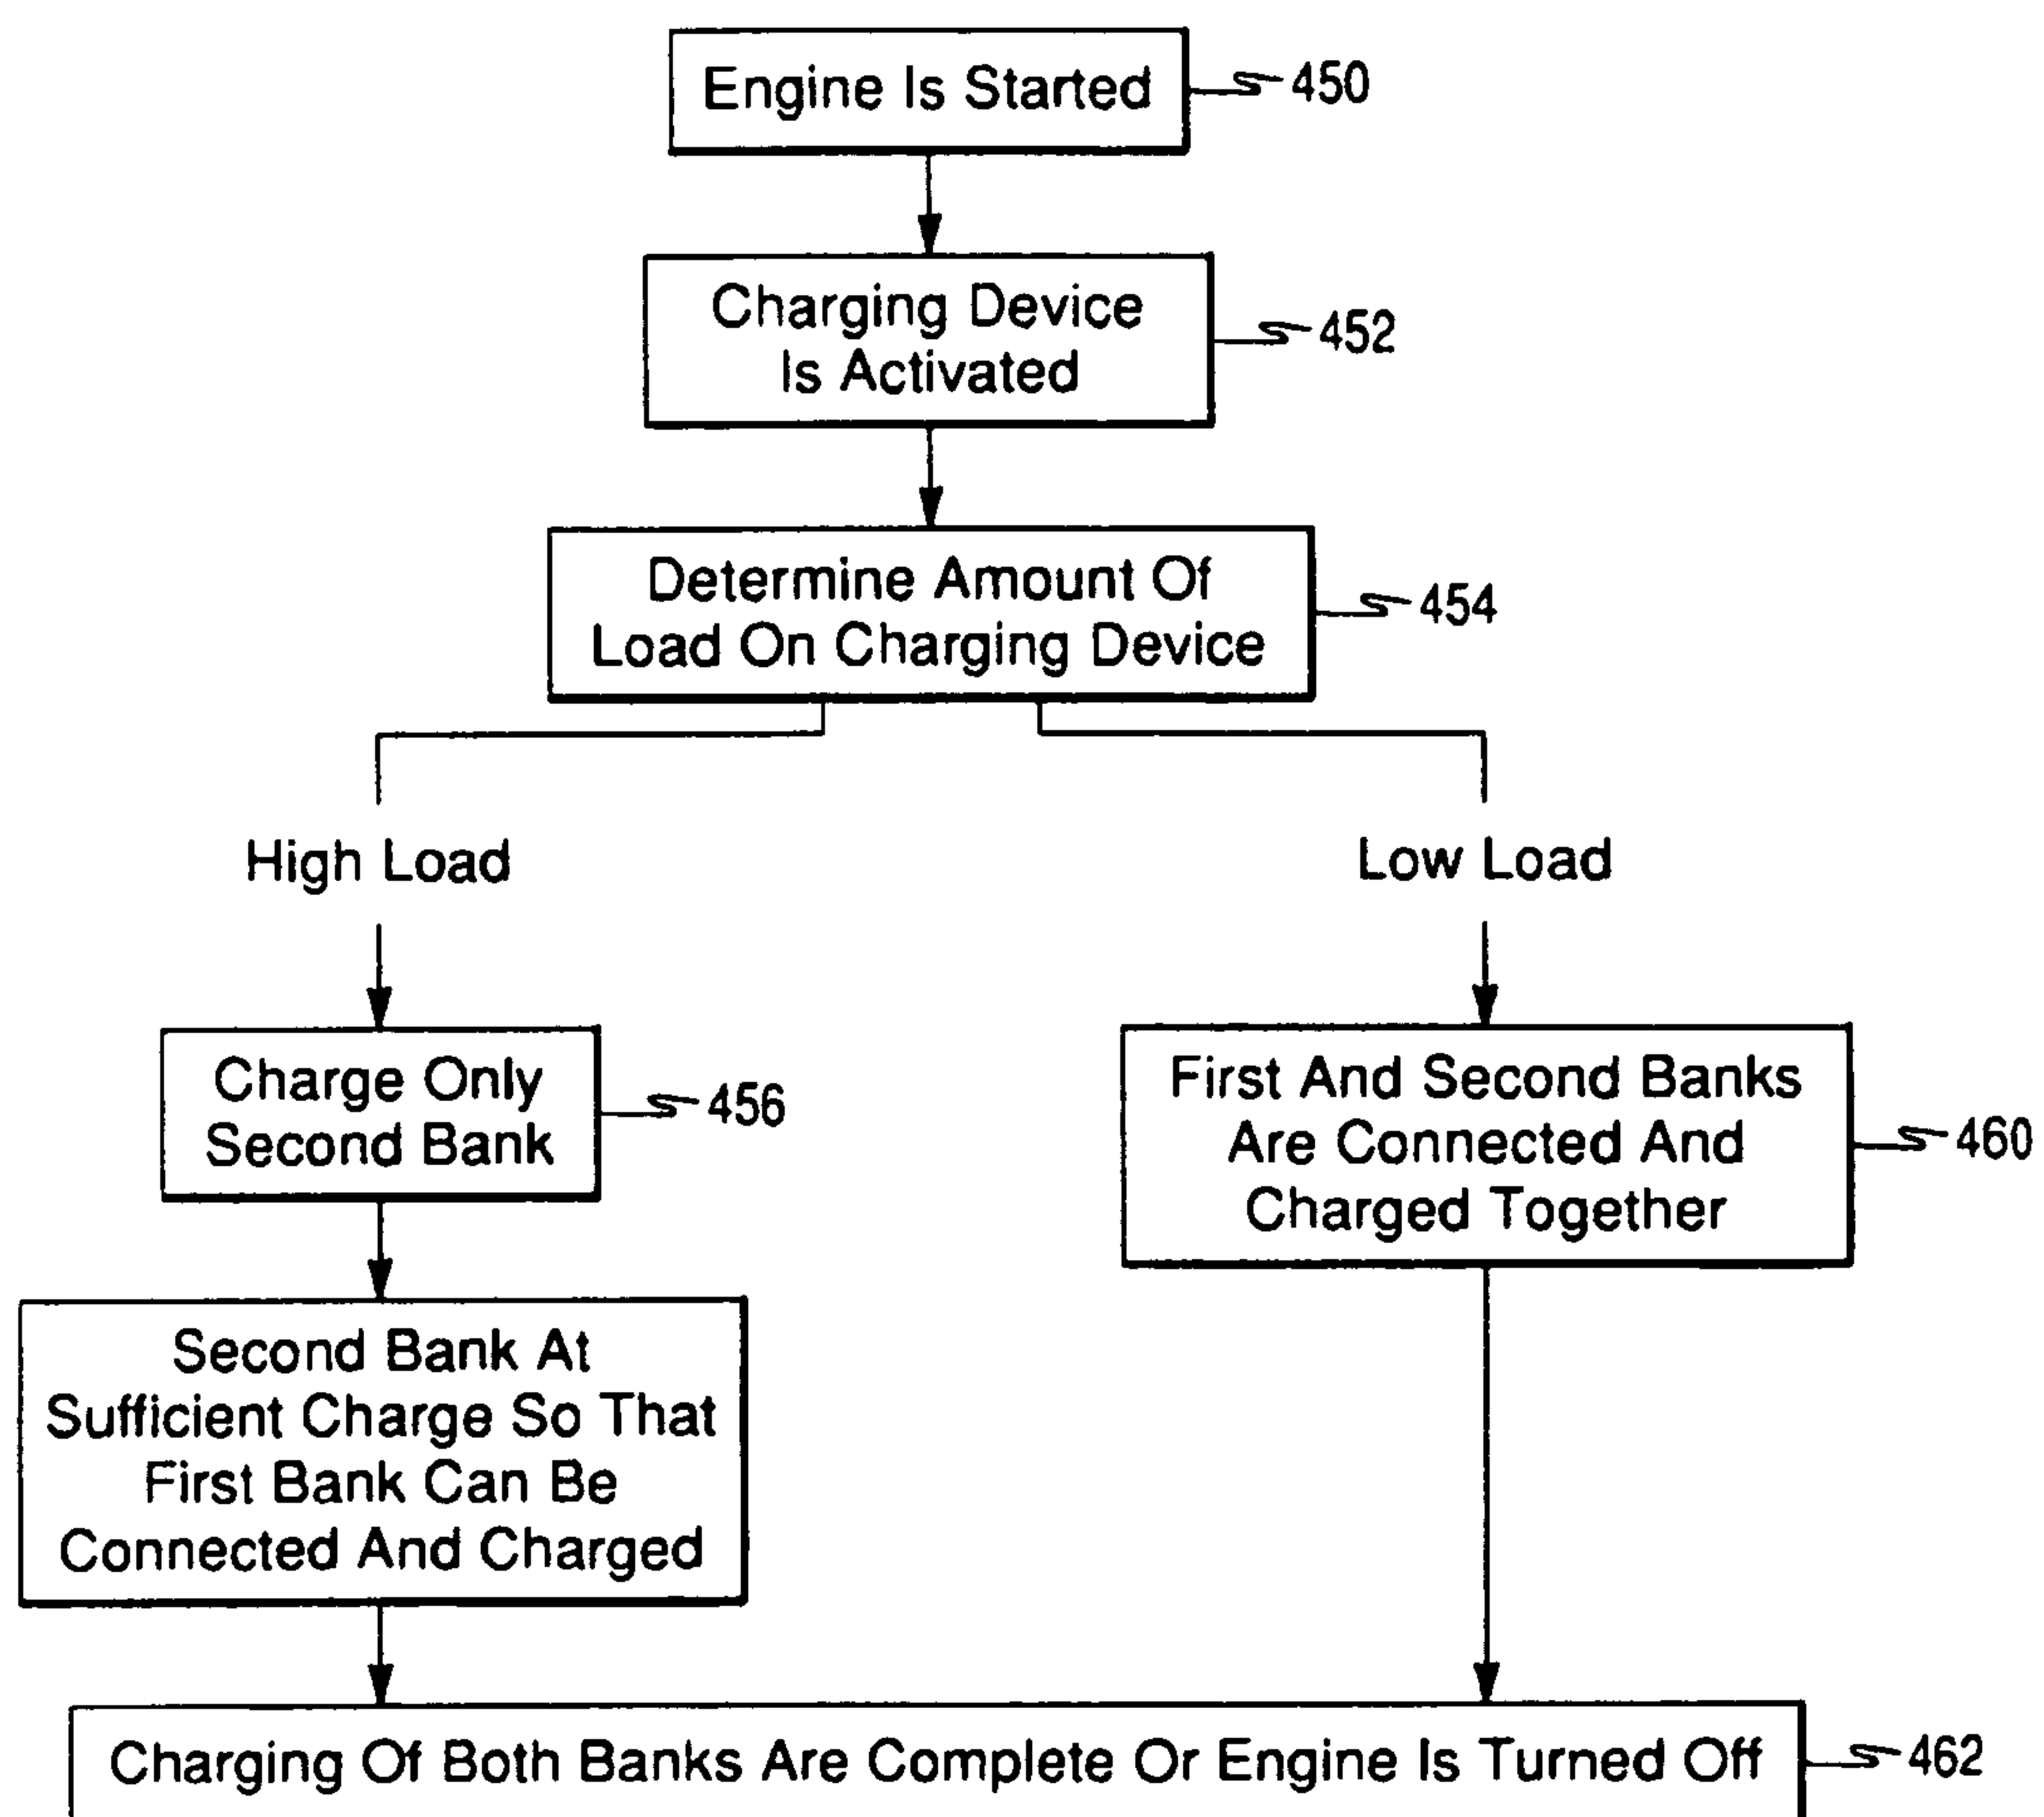 Engine Is Started
450
Charging Device
Is Activated
452
Determine Amount Of
Load On Charging Device
454
High Load
Low Load
Charge Only
Second Bank
456
First And Second Banks
Are Connected And
Charged Together
460
Second Bank At
Sufficient Charge So That
First Bank Can Be
Connected And Charged
Charging Of Both Banks Are Complete Or Engine Is Turned Off
462